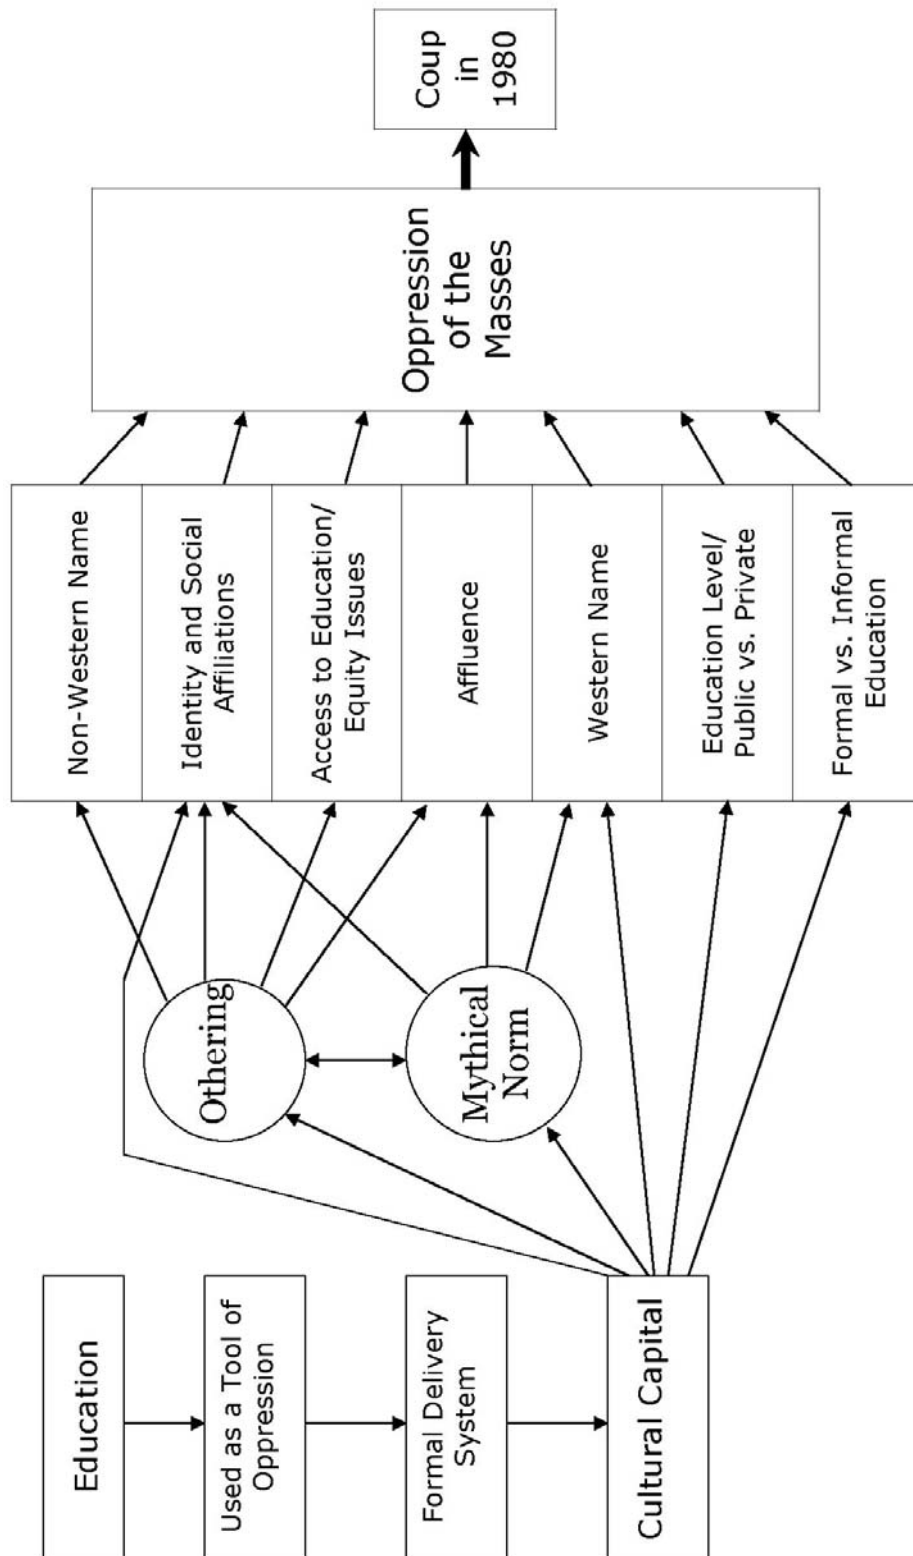 Education
Used as a Tool of
Oppression
Formal Delivery
System
Cultural Capital
Othering
Mythical
Norm
Non-Western Name
Identity and Social
Affiliations
Access to Education/
Equity Issues
Affluence
Western Name
Education Level/
Public vs. Private
Formal vs. Informal
Education
Oppression
of the
Masses
Coup
in
1980